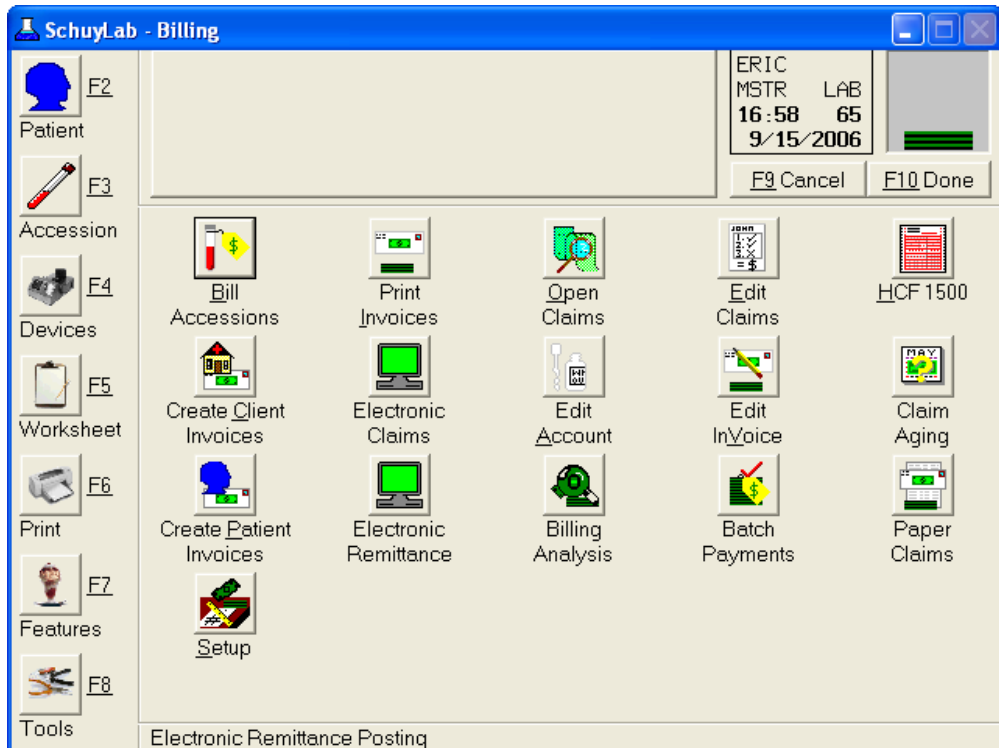 SchuyLab - Billing
F2
Patient
F3
Accession
F4
Devices
F5
Worksheet
F6
Print
F7
Features
F8
Tools
ERIC
MSTR LAB
16:58 65
9/15/2006
F9 Cancel
F10 Done
Bill
Accessions
Print
Invoices
Open
Claims
JOHN
Edit
Claims
HCF 1500
Create Client
Invoices
Electronic
Claims
Edit
Account
Edit
InVoice
MAY
Claim
Aging
Create Patient
Invoices
Electronic
Remittance
Billing
Analysis
Batch
Payments
Paper
Claims
Setup
Electronic Remittance Posting